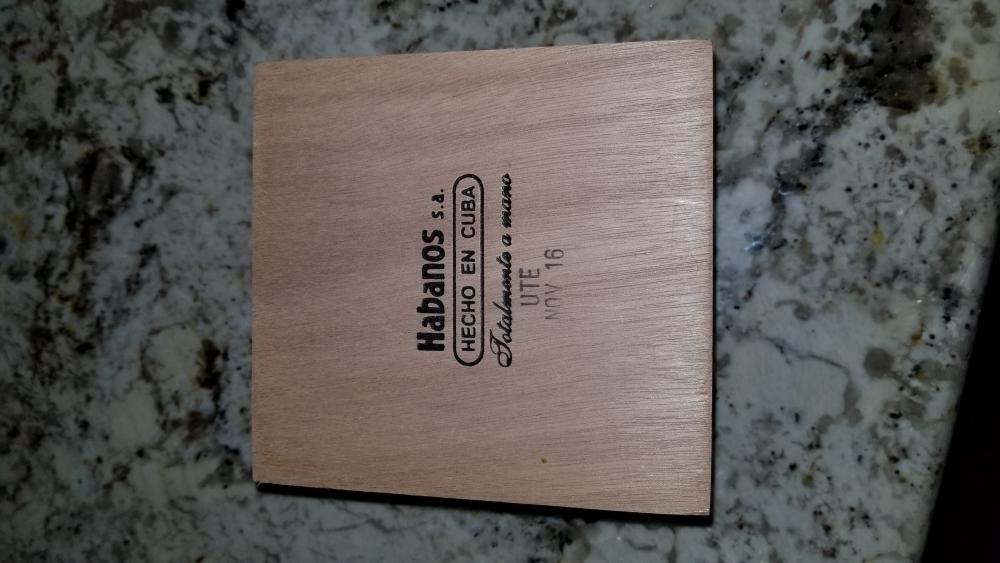 Habanos s.a.
HECHO EN CUBA
Totalmente a mano
UTE
NOV 16